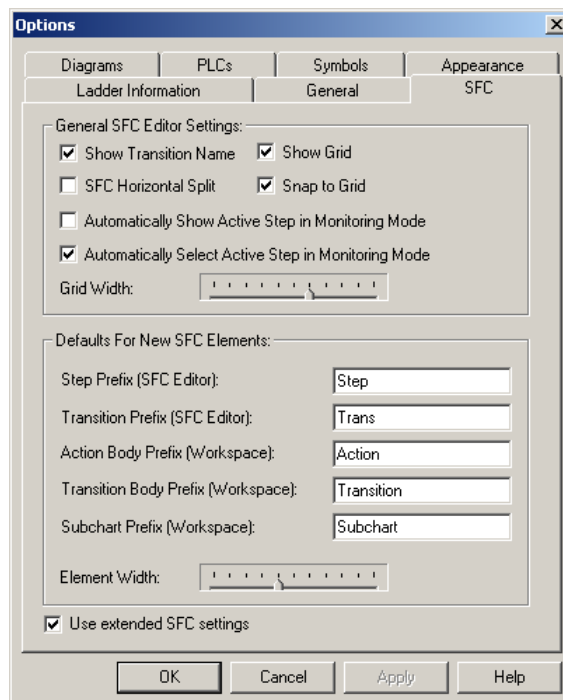 Options
Diagrams PLCs Symbols Appearance
Ladder Information General SFC
General SFC Editor Settings:
Show Transition Name Show Grid
SFC Horizontal Split Snap to Grid
Automatically Show Active Step in Monitoring Mode
Automatically Select Active Step in Monitoring Mode
Grid Width:
Defaults For New SFC Elements:
Step Prefix (SFC Editor): Step
Transition Prefix (SFC Editor): Trans
Action Body Prefix (Workspace): Action
Transition Body Prefix (Workspace): Transition
Subchart Prefix (Workspace): Subchart
Element Width:
Use extended SFC settings
OK Cancel Apply Help